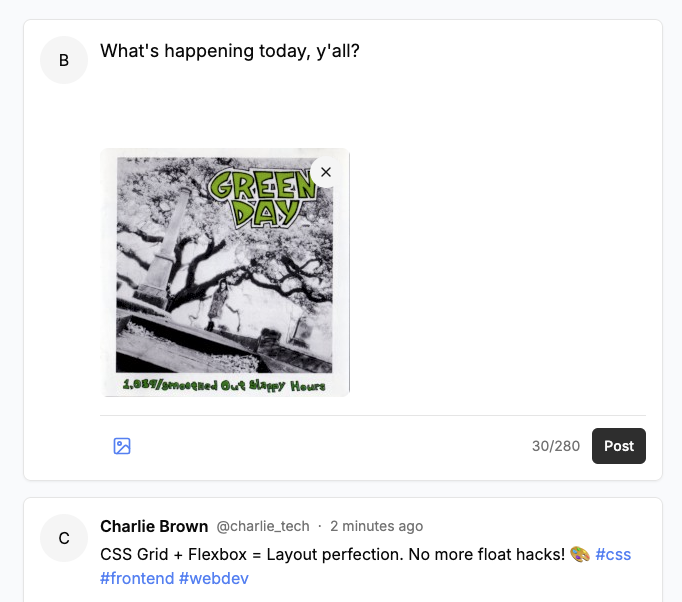 B
What's happening today, y'all?
GREEN
DAY
1,039/Smoothed Out Slappy Hours
30/280
Post
C
Charlie Brown @charlie_tech · 2 minutes ago
CSS Grid + Flexbox = Layout perfection. No more float hacks! 🎨 #css
#frontend #webdev